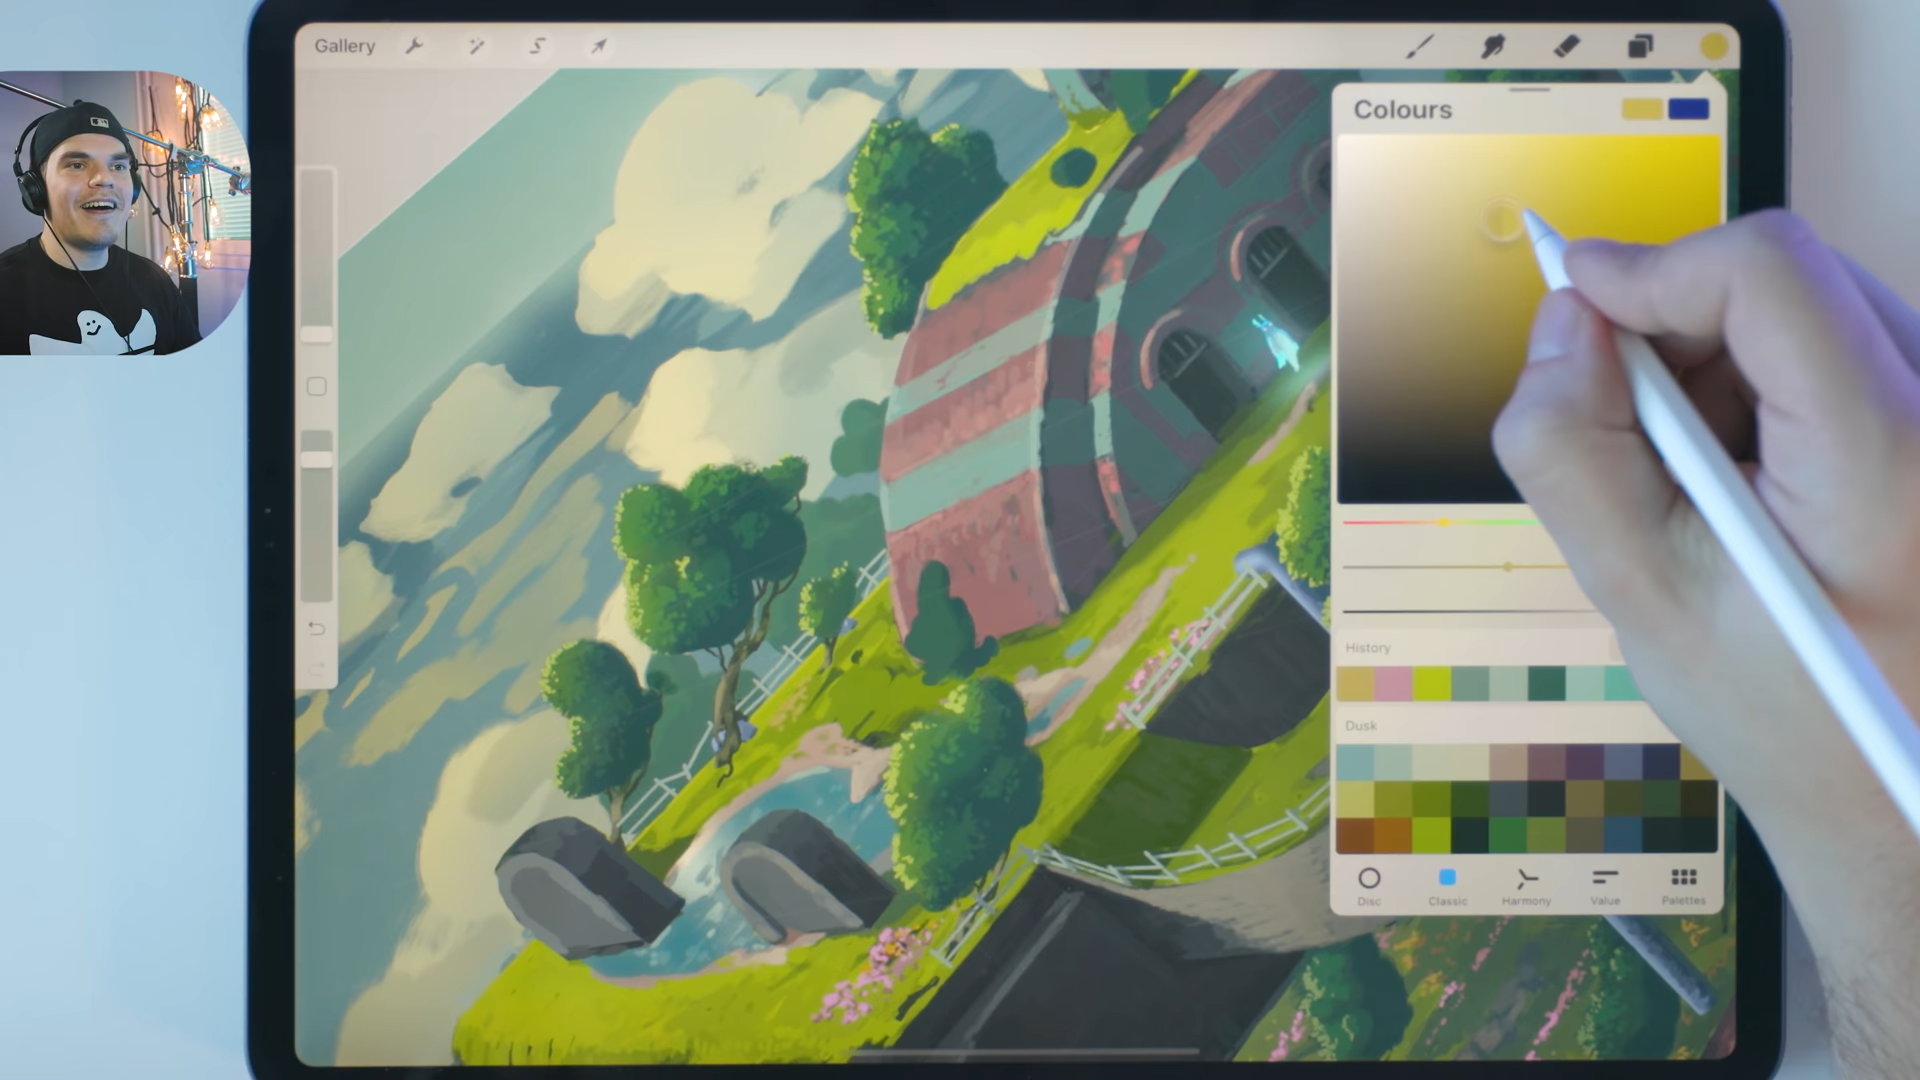 Gallery
Colours
History
Dusk
Disc
Classic
Harmony
Value
Palettes